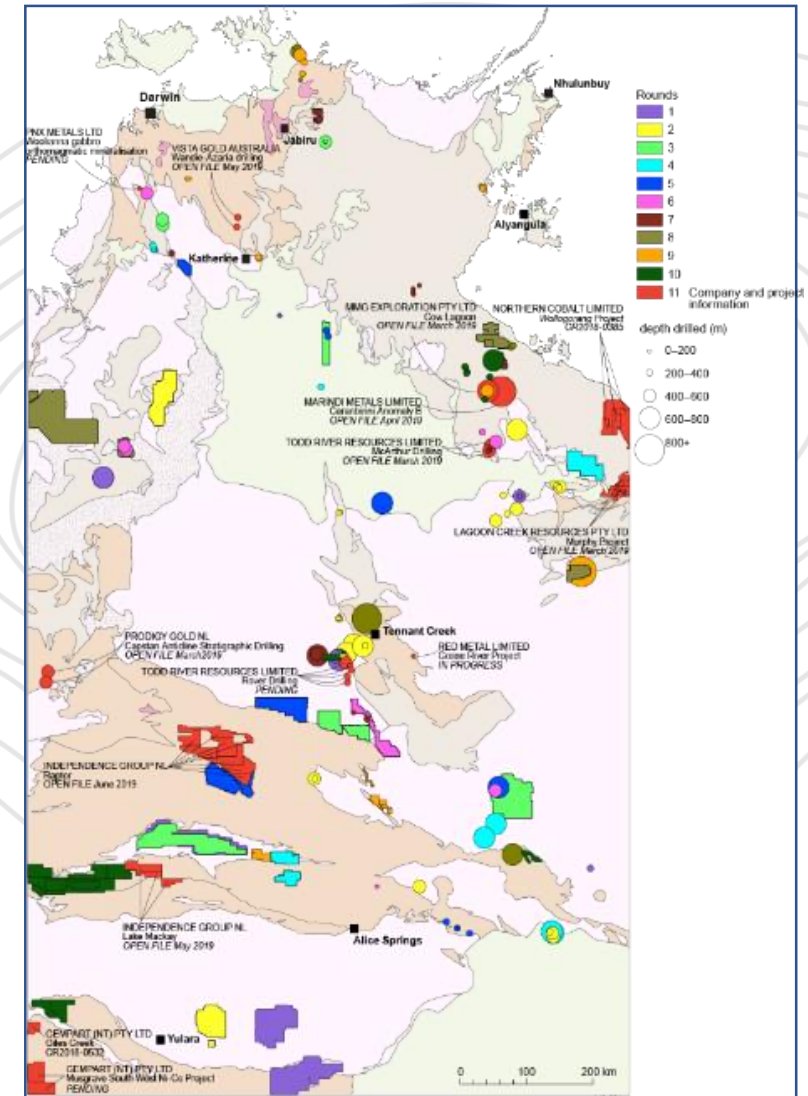 Nhulunbuy
Darwin
PNX METALS LTD
Wookanna gabbro
orthomagmatic mineralisation
PENDING
VISTA GOLD AUSTRALIA
Wandie-Azaria drilling
OPEN FILE May 2019
Jabiru
Alyangula
Katherine
MMG EXPLORATION PTY LTD
Cow Lagoon
OPEN FILE March 2019
NORTHERN COBALT LIMITED
Wollogorang Project
CR2018-0385
MARINDI METALS LIMITED
Caranbirini Anomaly B
OPEN FILE April 2019
TODD RIVER RESOURCES LIMITED
McArthur Drilling
OPEN FILE March 2019
LAGOON CREEK RESOURCES PTY LTD
Murphy Project
OPEN FILE March 2019
Tennant Creek
PRODIGY GOLD NL
Capstan Anticline Stratigraphic Drilling
OPEN FILE March2019
RED METAL LIMITED
Gosse River Project
IN PROGRESS
TODD RIVER RESOURCES LIMITED
Rover Drilling
PENDING
INDEPENDENCE GROUP NL
Raptor
OPEN FILE June 2019
INDEPENDENCE GROUP NL
Lake Mackay
OPEN FILE May 2019
Alice Springs
GEMPART (NT) PTY LTD
Giles Creek
CR2018-0532
Yulara
GEMPART (NT) PTY LTD
Musgrave South West Ni-Co Project
PENDING
0 100 200 km
Rounds
1
2
3
4
5
6
7
8
9
10
11 Company and project
information
depth drilled (m)
0–200
200–400
400–600
600–800
800+